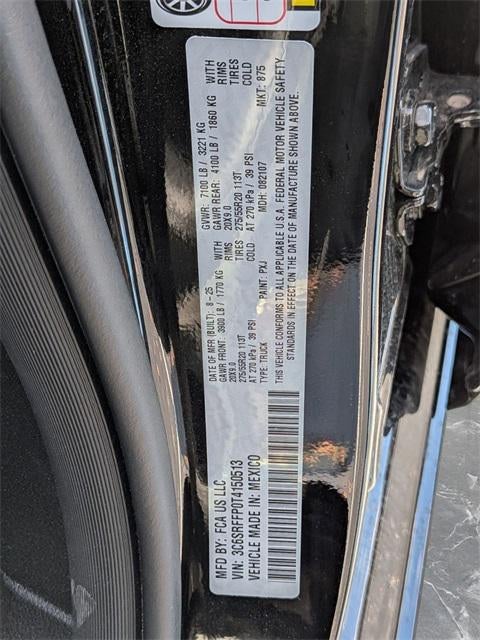 MFD BY: FCA US LLC
DATE OF MFR (BUILT): 8-25
GVWR: 7100 LB / 3221 KG
GAWR FRONT: 3900 LB / 1770 KG WITH
GAWR REAR: 4100 LB / 1860 KG WITH
20X9.0 RIMS
20X9.0 RIMS
275/55R20 113T TIRES
275/55R20 113T TIRES
AT 270 kPa / 39 PSI COLD
AT 270 kPa / 39 PSI COLD
VIN: 3C6SRFFP0T4150513
TYPE: TRUCK PAINT: PXJ MDH: 082107 MKT: 875
VEHICLE MADE IN: MEXICO
THIS VEHICLE CONFORMS TO ALL APPLICABLE U.S.A. FEDERAL MOTOR VEHICLE SAFETY
STANDARDS IN EFFECT ON THE DATE OF MANUFACTURE SHOWN ABOVE.